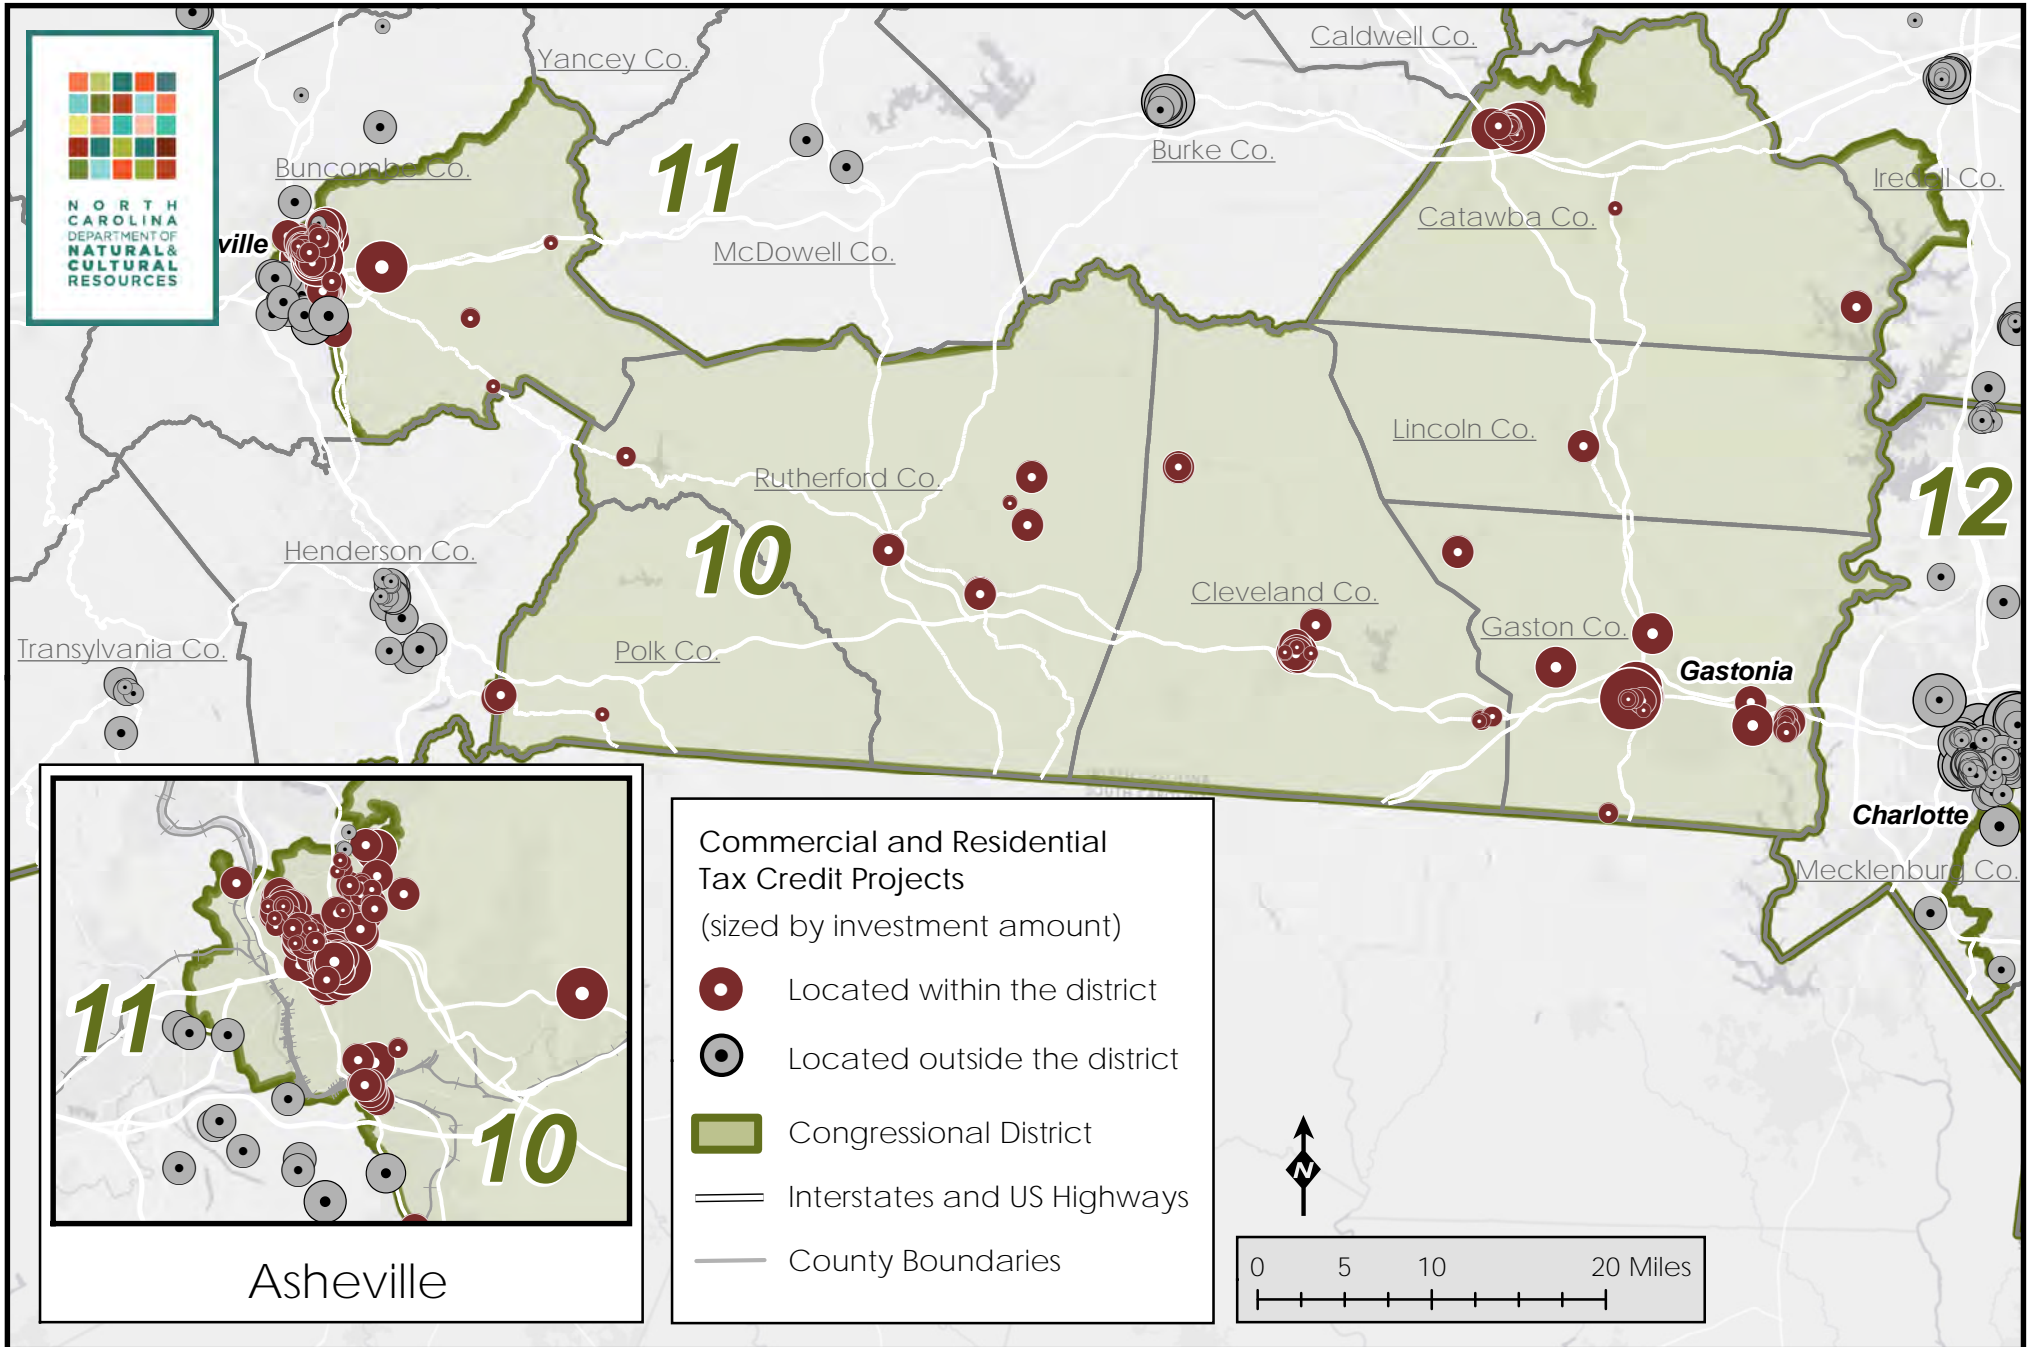 NORTH
CAROLINA
DEPARTMENT OF
NATURAL &
CULTURAL
RESOURCES
Yancey Co.
Caldwell Co.
Buncombe Co.
11
Burke Co.
Iredell Co.
Catawba Co.
ville
McDowell Co.
Lincoln Co.
Rutherford Co.
12
Henderson Co.
10
Cleveland Co.
Transylvania Co.
Polk Co.
Gaston Co.
Gastonia
Charlotte
Mecklenburg Co.
11
10
Asheville
Commercial and Residential
Tax Credit Projects
(sized by investment amount)
Located within the district
Located outside the district
Congressional District
Interstates and US Highways
County Boundaries
N
0 5 10 20 Miles